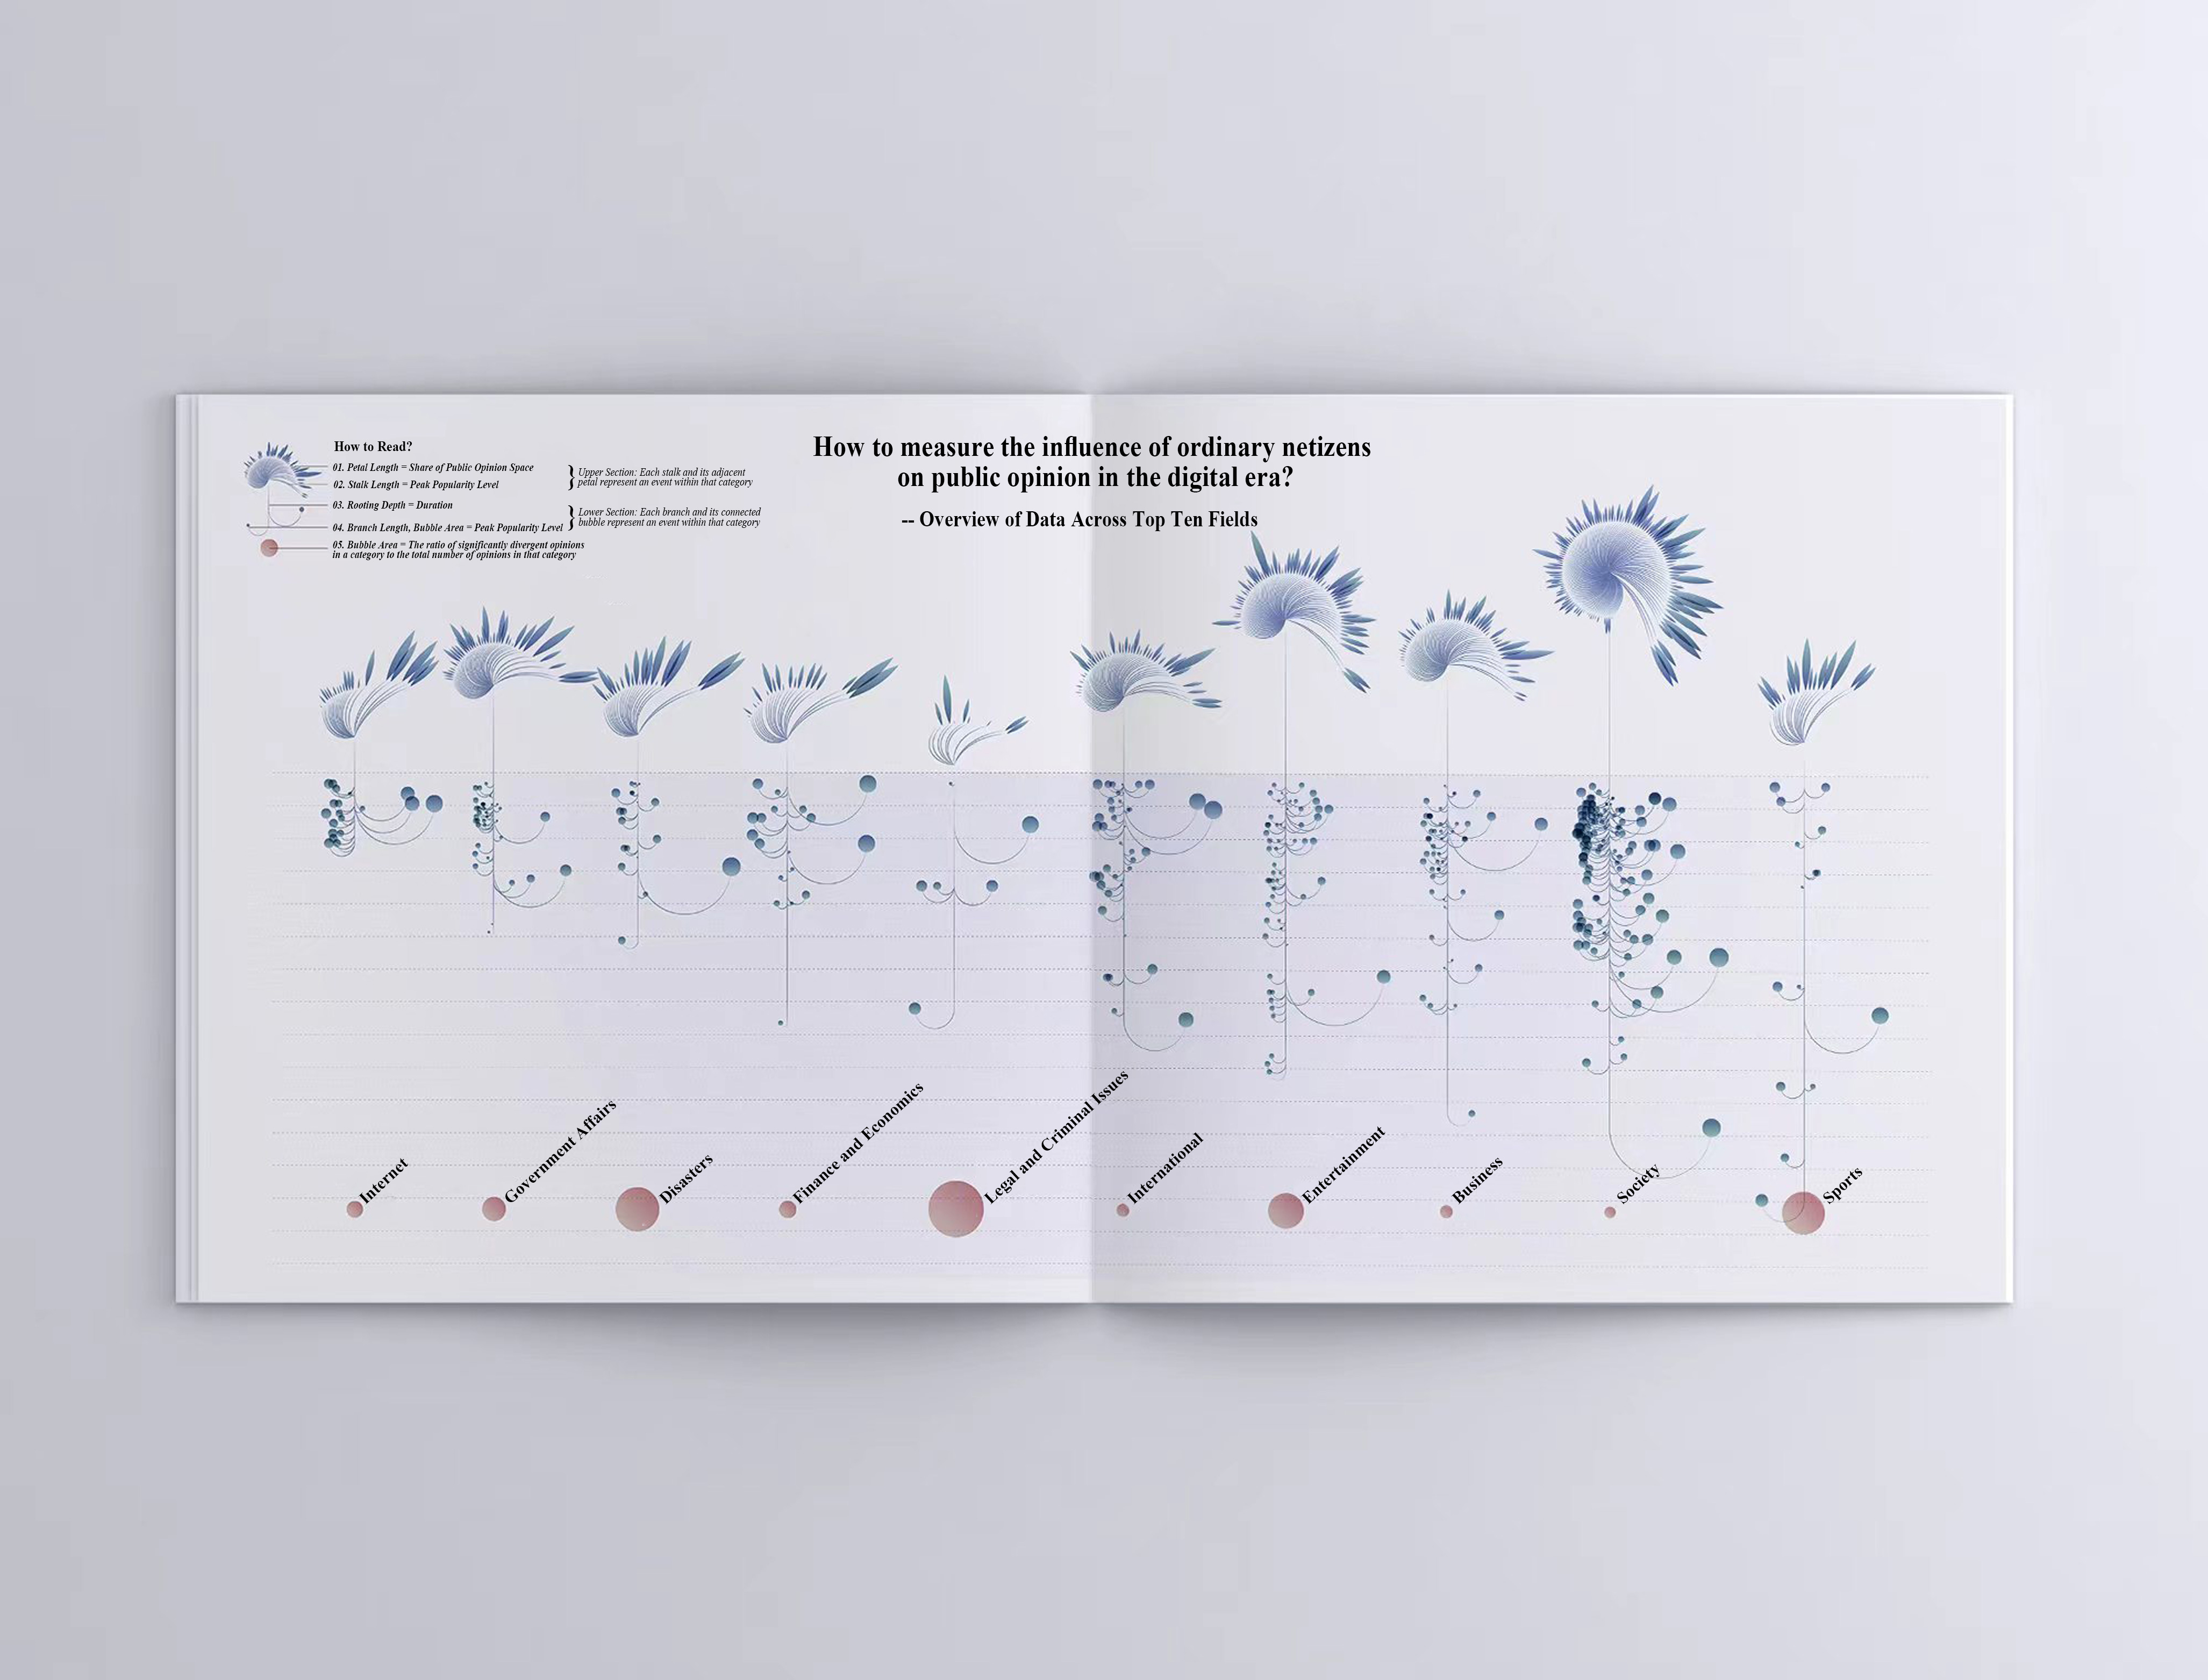 How to Read?
01. Petal Length = Share of Public Opinion Space
02. Stalk Length = Peak Popularity Level
Upper Section: Each stalk and its adjacent
petal represent an event within that category
03. Rooting Depth = Duration
04. Branch Length, Bubble Area = Peak Popularity Level
Lower Section: Each branch and its connected
bubble represent an event within that category
05. Bubble Area = The ratio of significantly divergent opinions
in a category to the total number of opinions in that category
How to measure the influence of ordinary netizens
on public opinion in the digital era?
-- Overview of Data Across Top Ten Fields
Internet
Government Affairs
Disasters
Finance and Economics
Legal and Criminal Issues
International
Entertainment
Business
Society
Sports